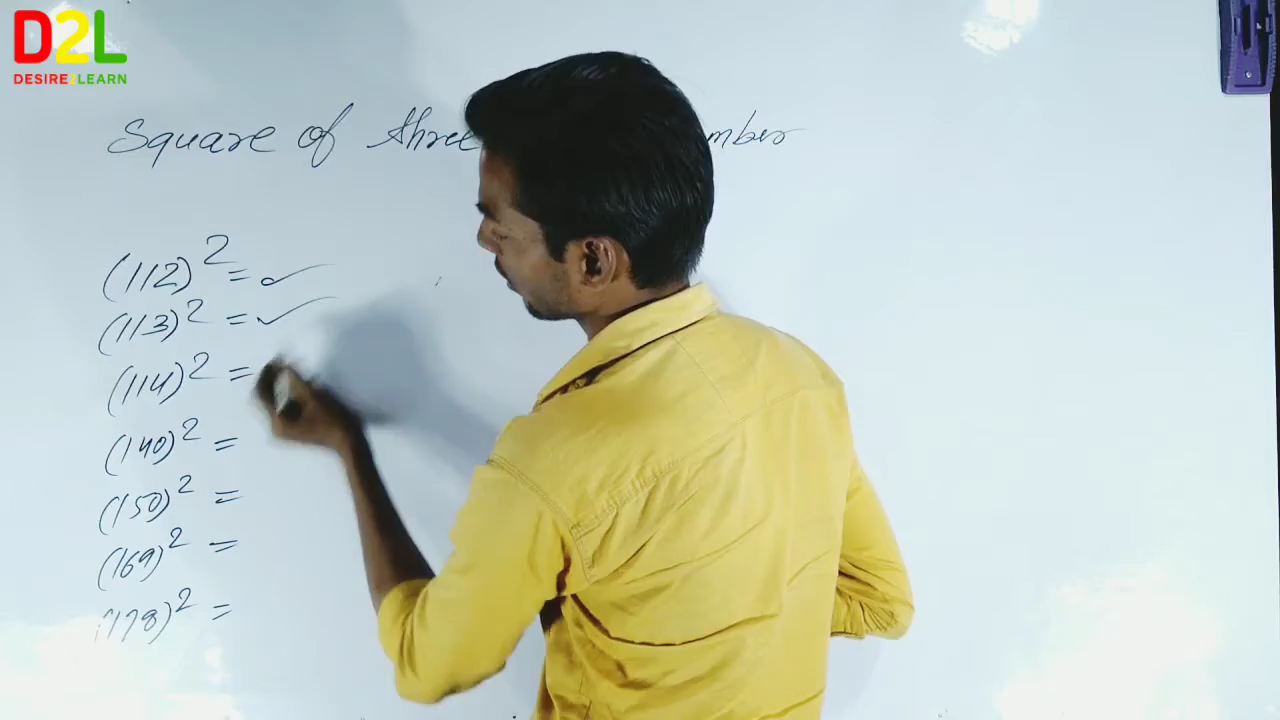 D2L
DESIRE2LEARN
Square of three mber
(112)² = ✓
(113)² = ✓
(114)² =
(140)² =
(150)² =
(169)² =
(178)² =